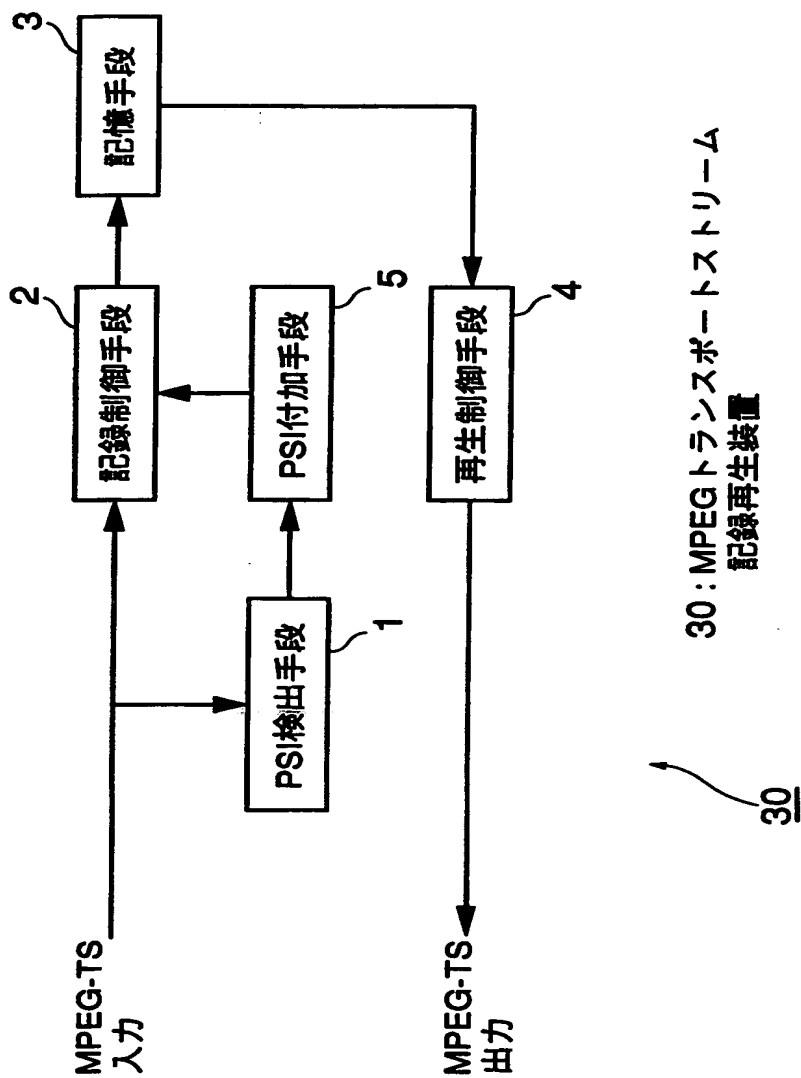 MPEG-TS
入力
PSI検出手段
1
記録制御手段
2
PSI付加手段
5
記憶手段
3
再生制御手段
4
MPEG-TS
出力
30
30:MPEGトランスポートストリーム
記録再生装置